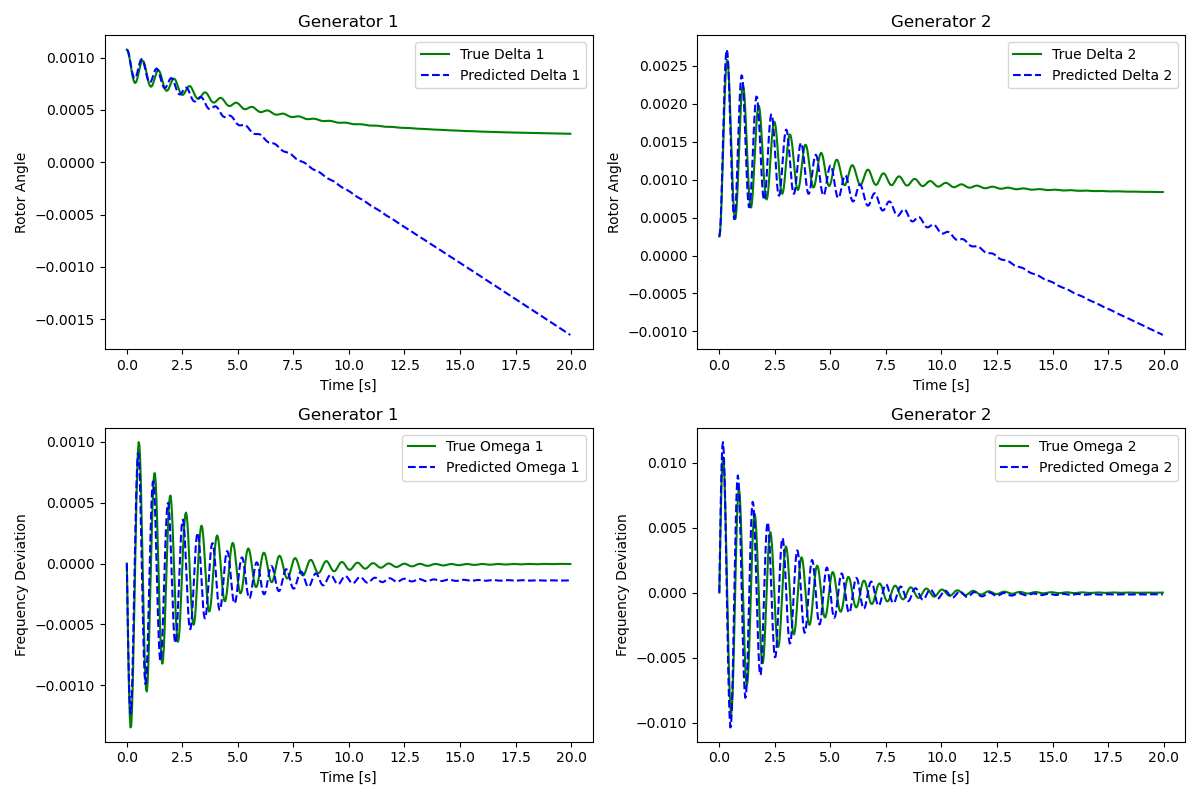 Generator 1
True Delta 1
Predicted Delta 1
Rotor Angle
0.0010
0.0005
0.0000
−0.0005
−0.0010
−0.0015
0.0 2.5 5.0 7.5 10.0 12.5 15.0 17.5 20.0
Time [s]
Generator 2
True Delta 2
Predicted Delta 2
Rotor Angle
0.0025
0.0020
0.0015
0.0010
0.0005
0.0000
−0.0005
−0.0010
0.0 2.5 5.0 7.5 10.0 12.5 15.0 17.5 20.0
Time [s]
Generator 1
True Omega 1
Predicted Omega 1
Frequency Deviation
0.0010
0.0005
0.0000
−0.0005
−0.0010
0.0 2.5 5.0 7.5 10.0 12.5 15.0 17.5 20.0
Time [s]
Generator 2
True Omega 2
Predicted Omega 2
Frequency Deviation
0.010
0.005
0.000
−0.005
−0.010
0.0 2.5 5.0 7.5 10.0 12.5 15.0 17.5 20.0
Time [s]